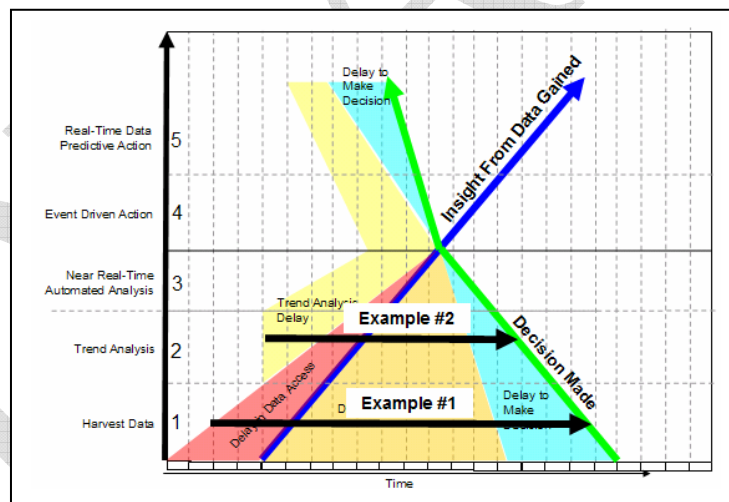 Delay to
Make
Decision
Insight From Data Gained
Real-Time Data
Predictive Action
5
Event Driven Action
4
Near Real-Time
Automated Analysis
3
Trend Analysis
Delay
Example #2
Decision Made
Trend Analysis
2
Delay in Data Access
Example #1
D
Delay to
Make
Decision
Harvest Data
1
Time